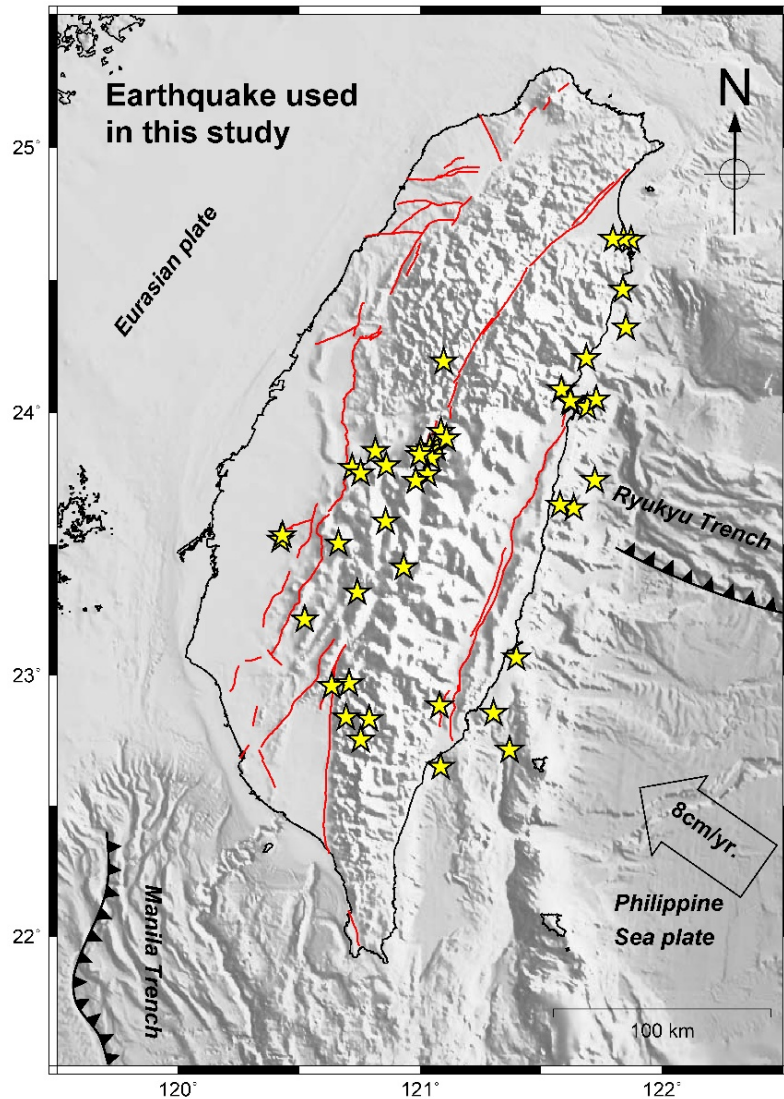 Earthquake used
in this study
N
25°
24°
23°
22°
Eurasian plate
Ryukyu Trench
8cm/yr.
Philippine
Sea plate
Manila Trench
100 km
120°
121°
122°